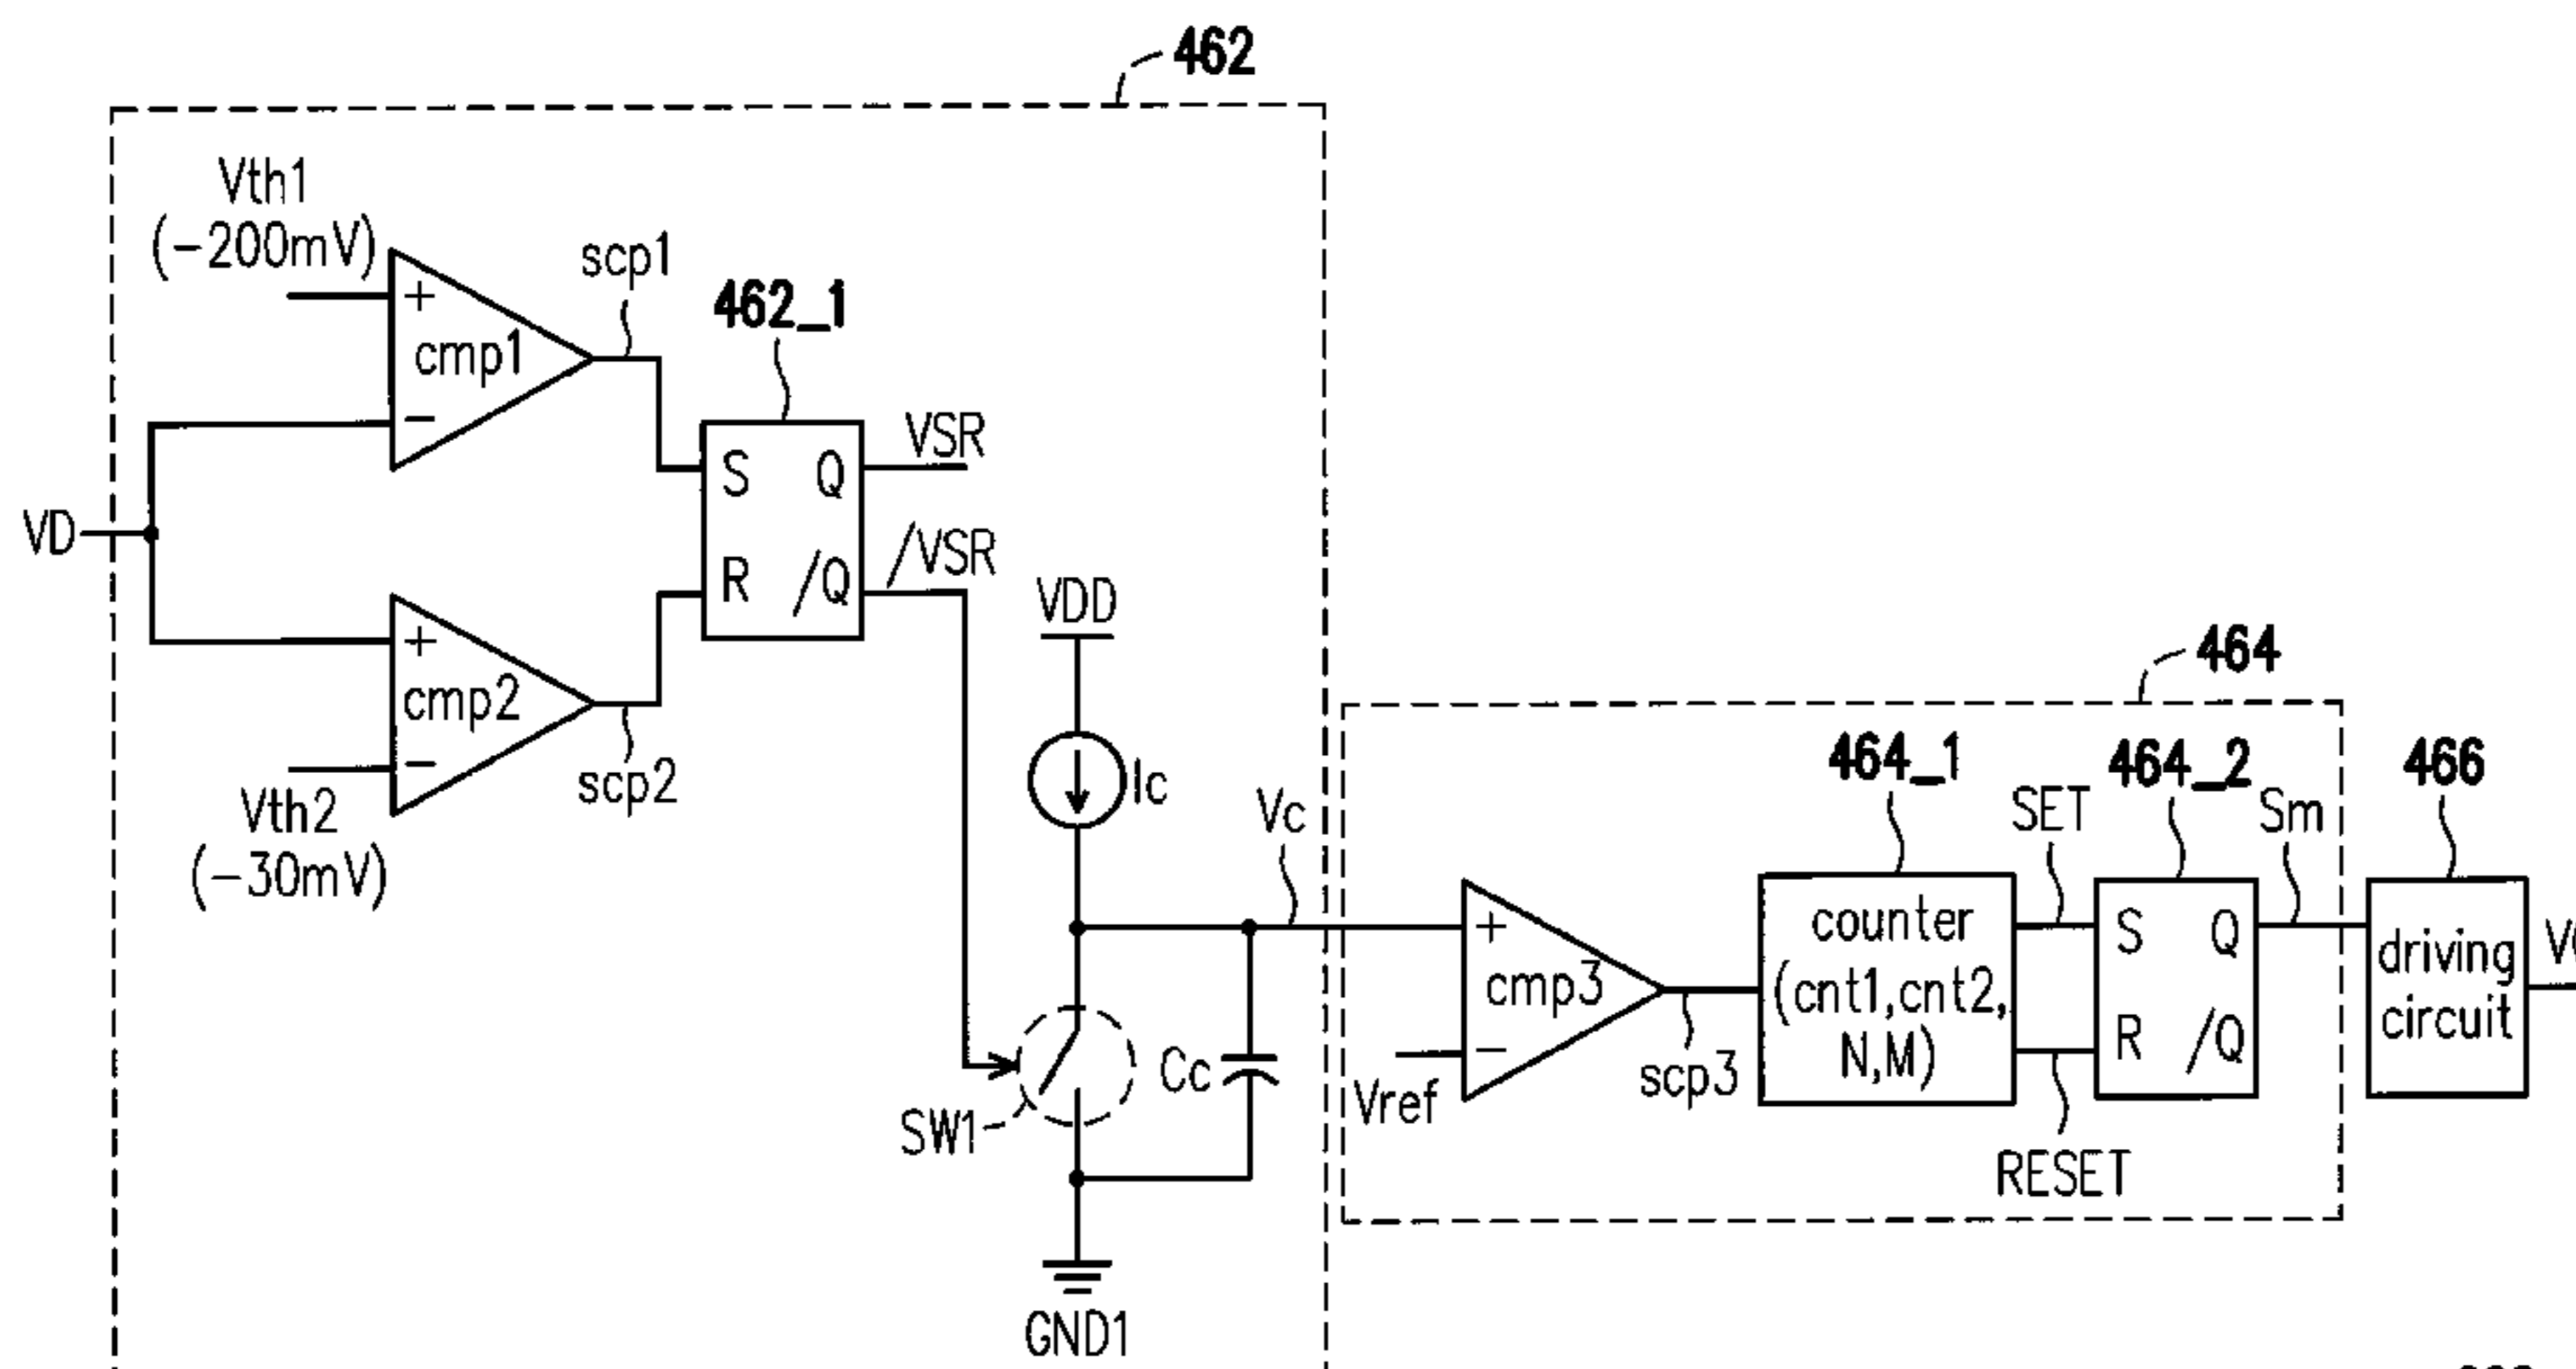 462
Vth1
(-200mV)
scp1
462_1
+
cmp1
-
VSR
S Q
VD
/VSR
R /Q
VDD
+
cmp2
-
scp2
Vth2
(-30mV)
Ic
Vc
464
464_1
SET
464_2
Sm
466
+
cmp3
-
Vref
scp3
counter
(cnt1,cnt2,
N,M)
S Q
R /Q
driving
circuit
RESET
SW1
Cc
GND1